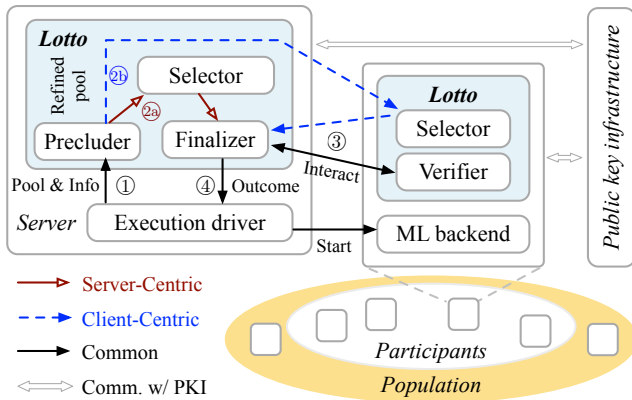 Lotto
Refined
pool
2b
Selector
2a
Precluder
Finalizer
Pool & Info
1
4
Outcome
Server
Execution driver
Start
3
Interact
Lotto
Selector
Verifier
ML backend
Public key infrastructure
Server-Centric
Client-Centric
Common
Comm. w/ PKI
Participants
Population